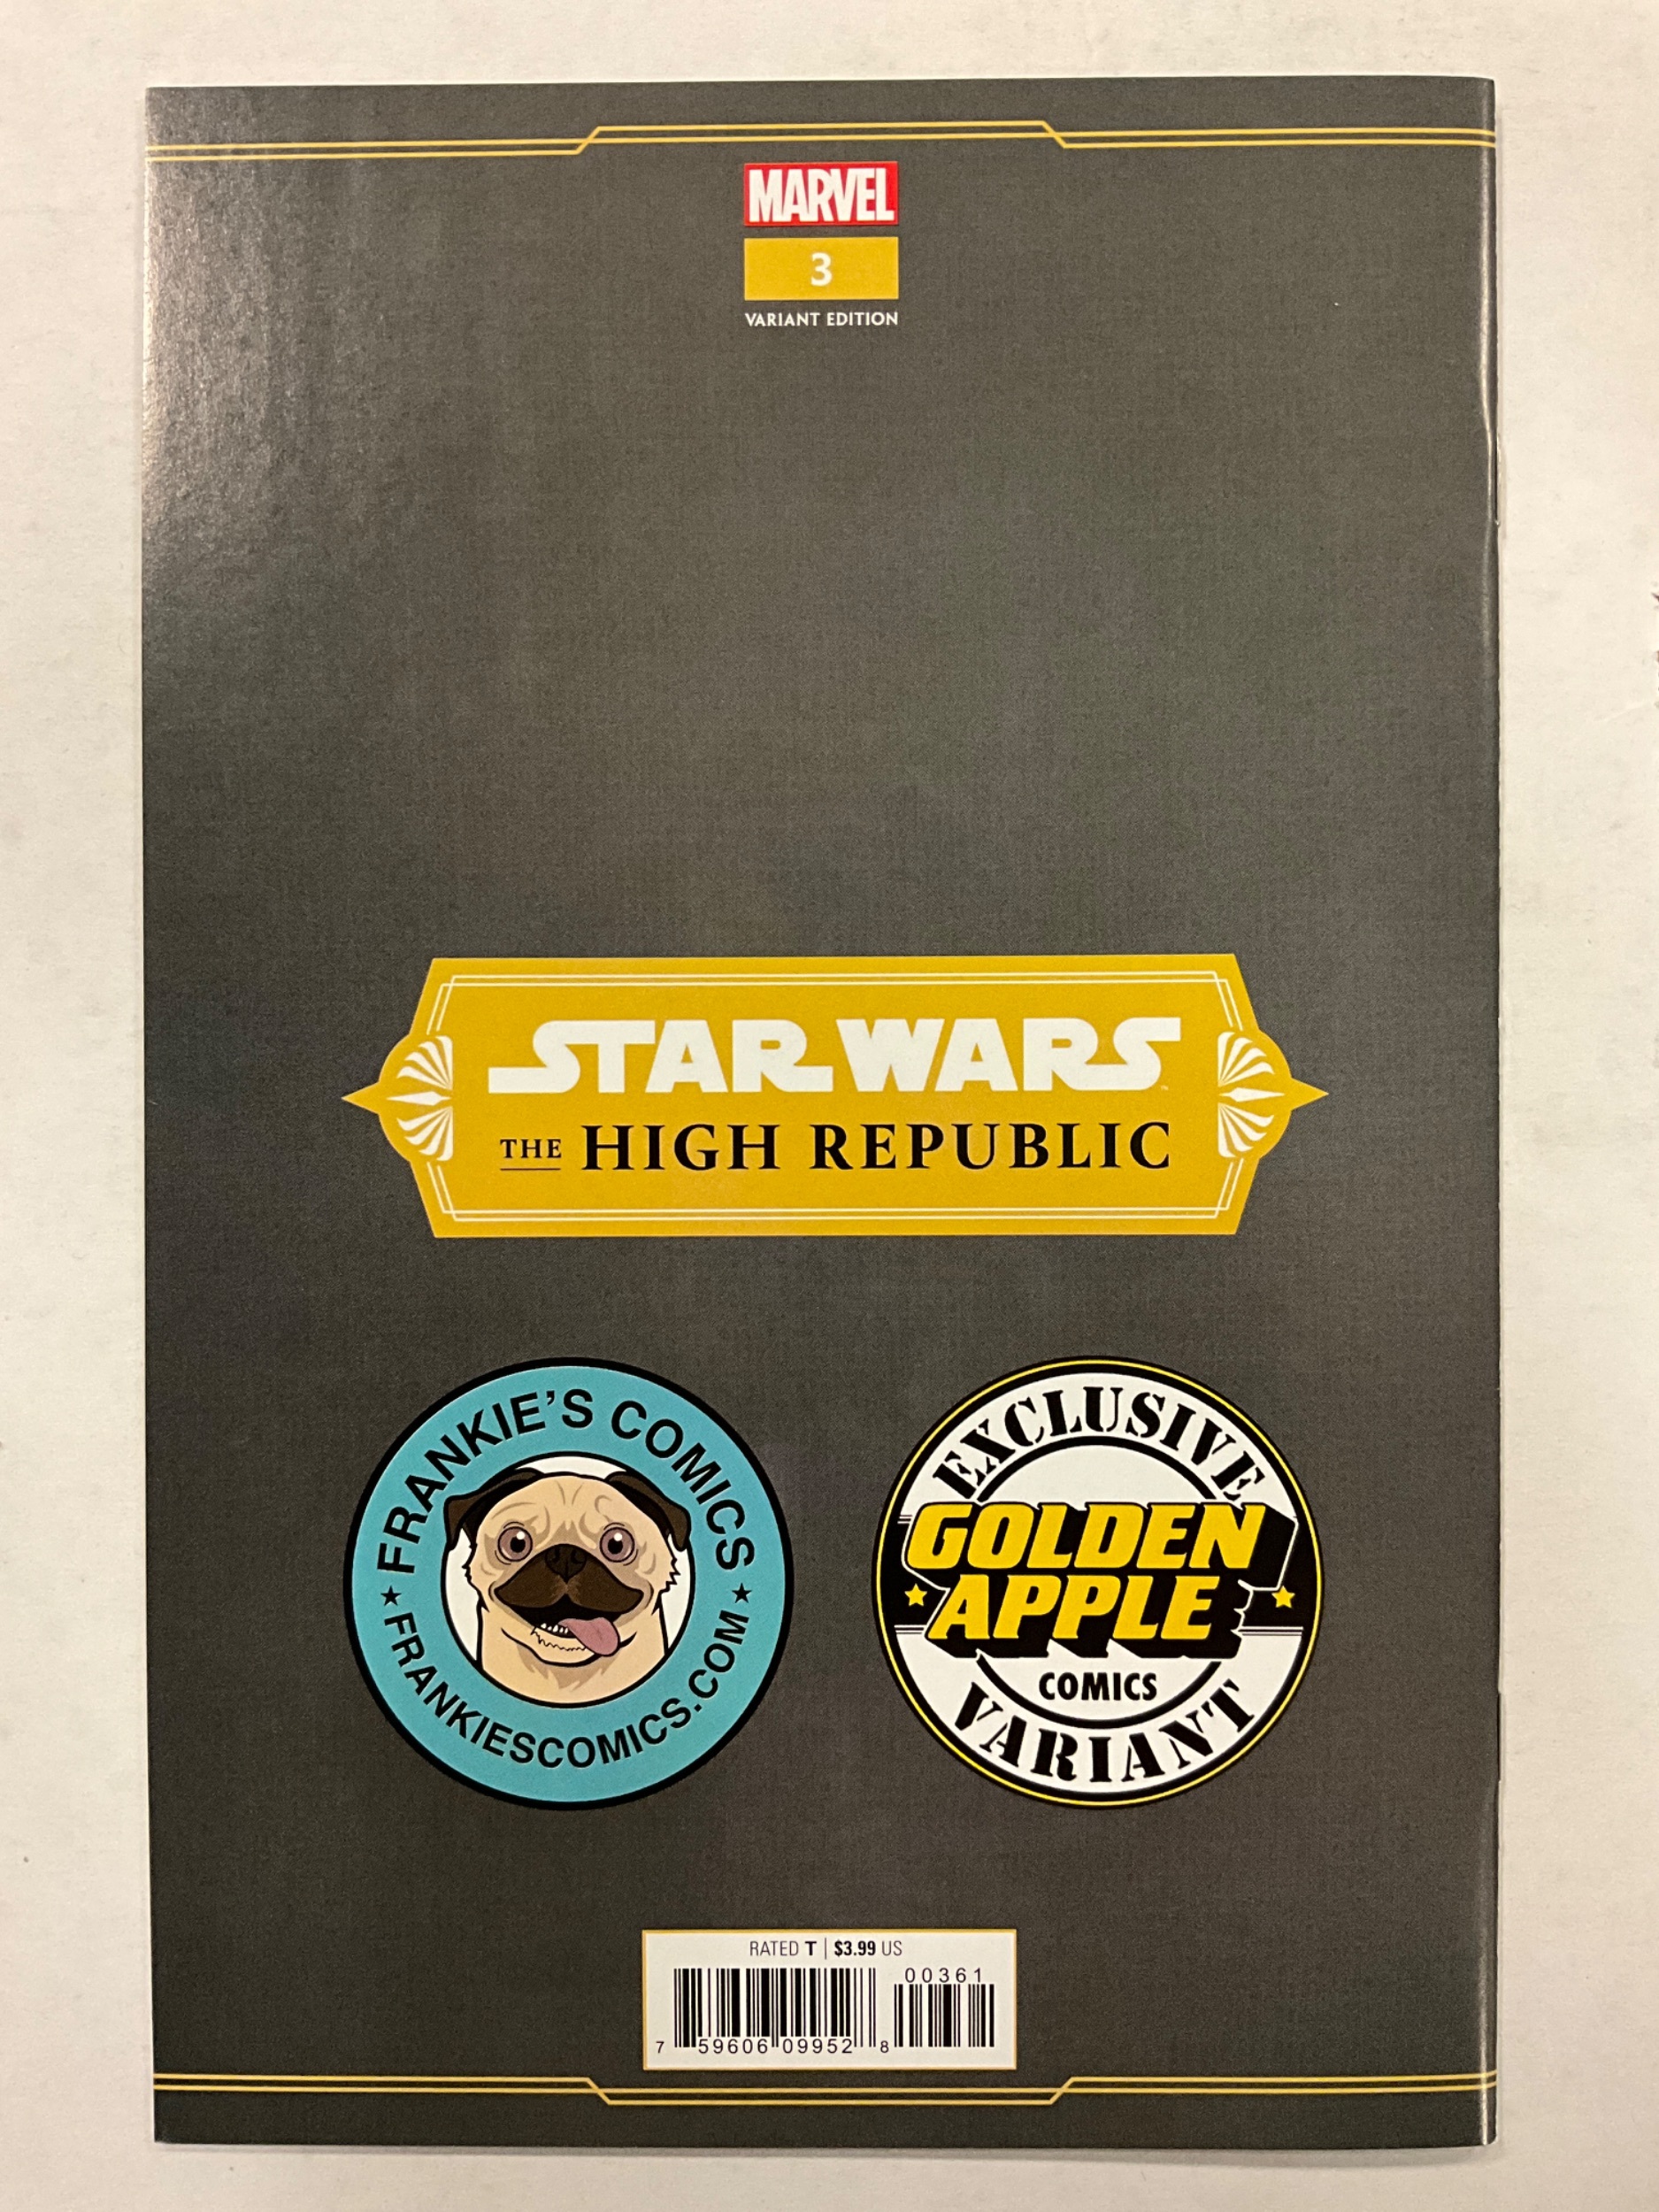 MARVEL
3
VARIANT EDITION
STAR WARS
THE HIGH REPUBLIC
FRANKIE'S COMICS
FRANKIESCOMICS.COM
EXCLUSIVE
GOLDEN
APPLE
COMICS
VARIANT
RATED T | $3.99 US
00361
7 59606 09952 8